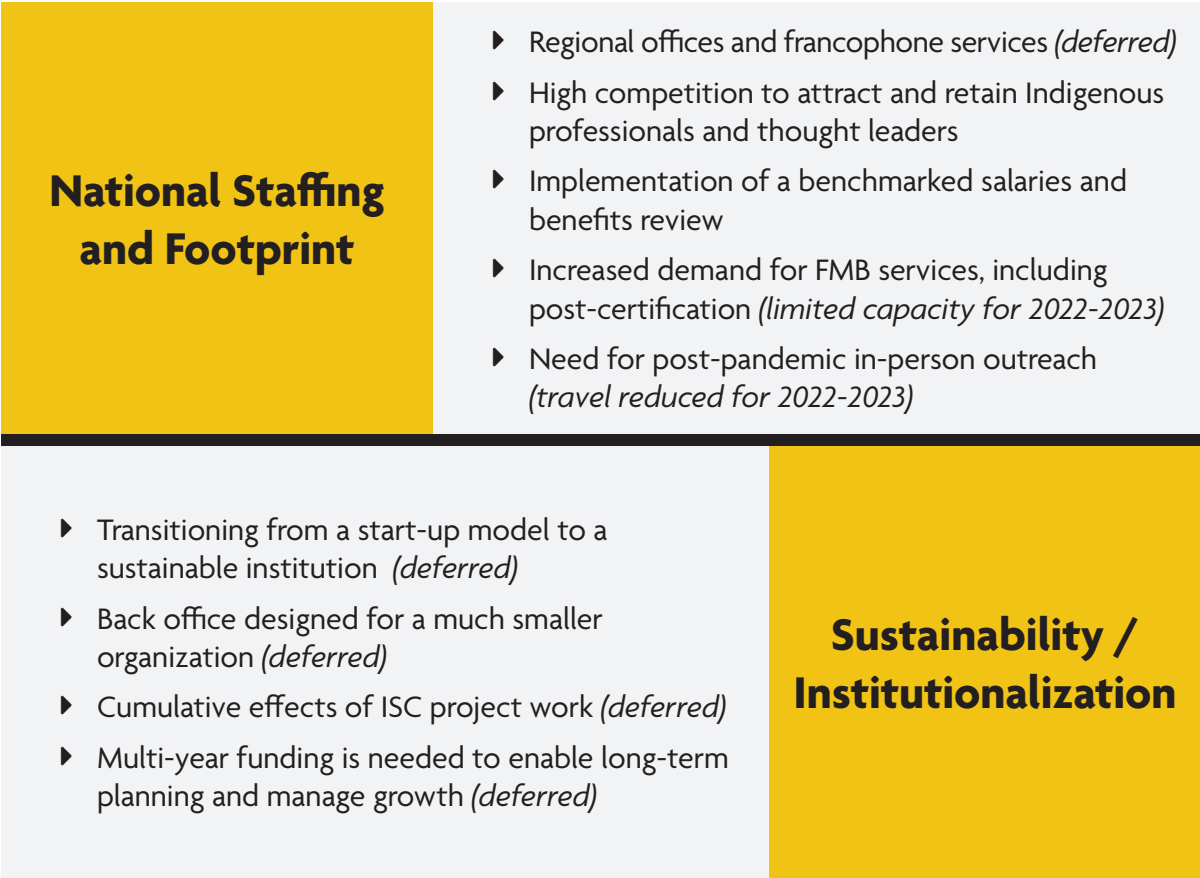 National Staffing
and Footprint
Regional offices and francophone services (deferred)
High competition to attract and retain Indigenous
professionals and thought leaders
Implementation of a benchmarked salaries and
benefits review
Increased demand for FMB services, including
post-certification (limited capacity for 2022-2023)
Need for post-pandemic in-person outreach
(travel reduced for 2022-2023)
Transitioning from a start-up model to a
sustainable institution (deferred)
Back office designed for a much smaller
organization (deferred)
Cumulative effects of ISC project work (deferred)
Multi-year funding is needed to enable long-term
planning and manage growth (deferred)
Sustainability /
Institutionalization